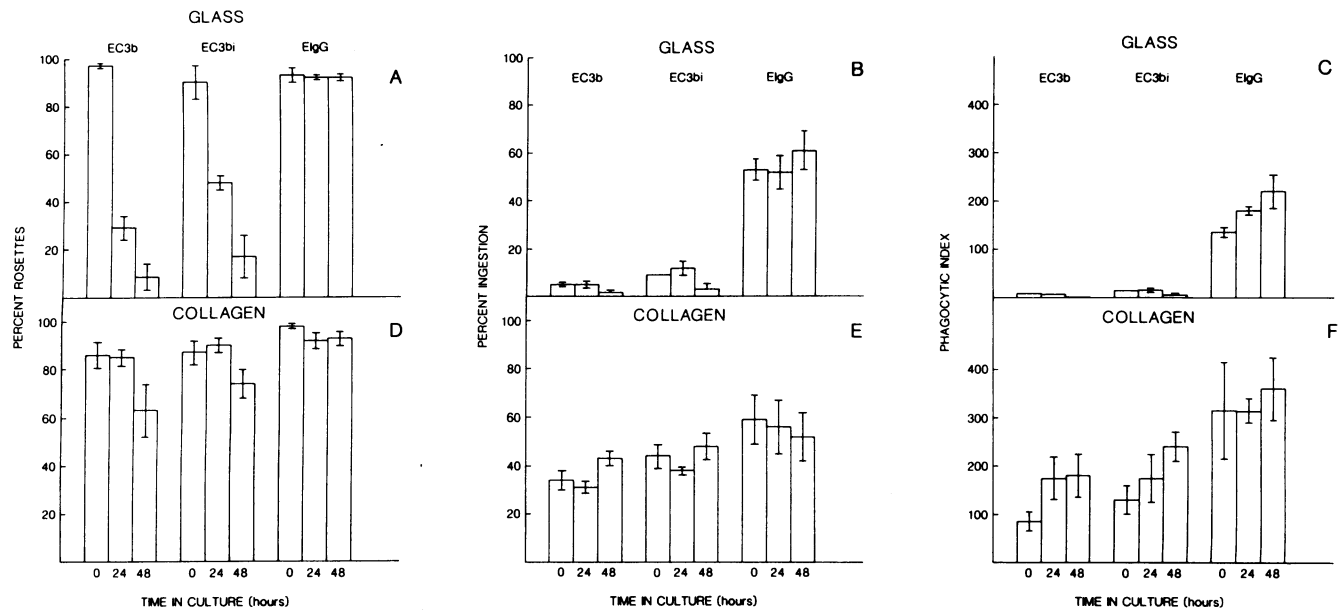 GLASS
EC3b EC3bi EIgG
A
100
80
60
40
20
PERCENT ROSETTES
COLLAGEN
D
100
80
60
40
20
0 24 48 0 24 48 0 24 48
TIME IN CULTURE (hours)
GLASS
B
EC3b EC3bi EIgG
100
80
60
40
20
PERCENT INGESTION
COLLAGEN
E
100
80
60
40
20
0 24 48 0 24 48 0 24 48
TIME IN CULTURE (hours)
GLASS
C
EC3b EC3bi EIgG
400
300
200
100
PHAGOCYTIC INDEX
COLLAGEN
F
400
300
200
100
0 24 48 0 24 48 0 24 48
TIME IN CULTURE (hours)